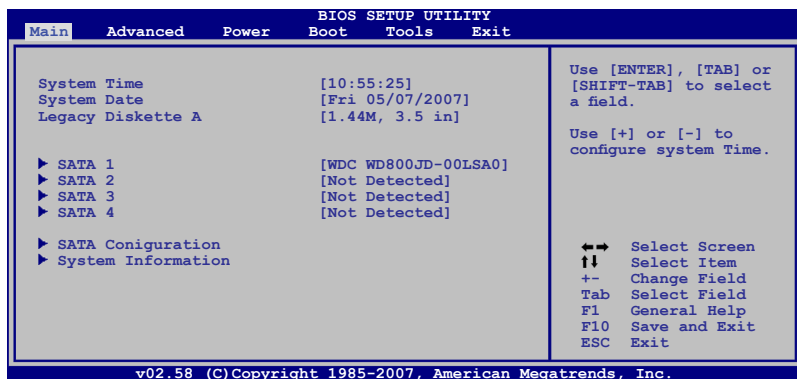 BIOS SETUP UTILITY
Main Advanced Power Boot Tools Exit
System Time [10:55:25]
System Date [Fri 05/07/2007]
Legacy Diskette A [1.44M, 3.5 in]
SATA 1 [WDC WD800JD-00LSA0]
SATA 2 [Not Detected]
SATA 3 [Not Detected]
SATA 4 [Not Detected]
SATA Coniguration
System Information
Use [ENTER], [TAB] or
[SHIFT-TAB] to select
a field.
Use [+] or [-] to
configure system Time.
←→ Select Screen
↑↓ Select Item
+- Change Field
Tab Select Field
F1 General Help
F10 Save and Exit
ESC Exit
v02.58 (C)Copyright 1985-2007, American Megatrends, Inc.